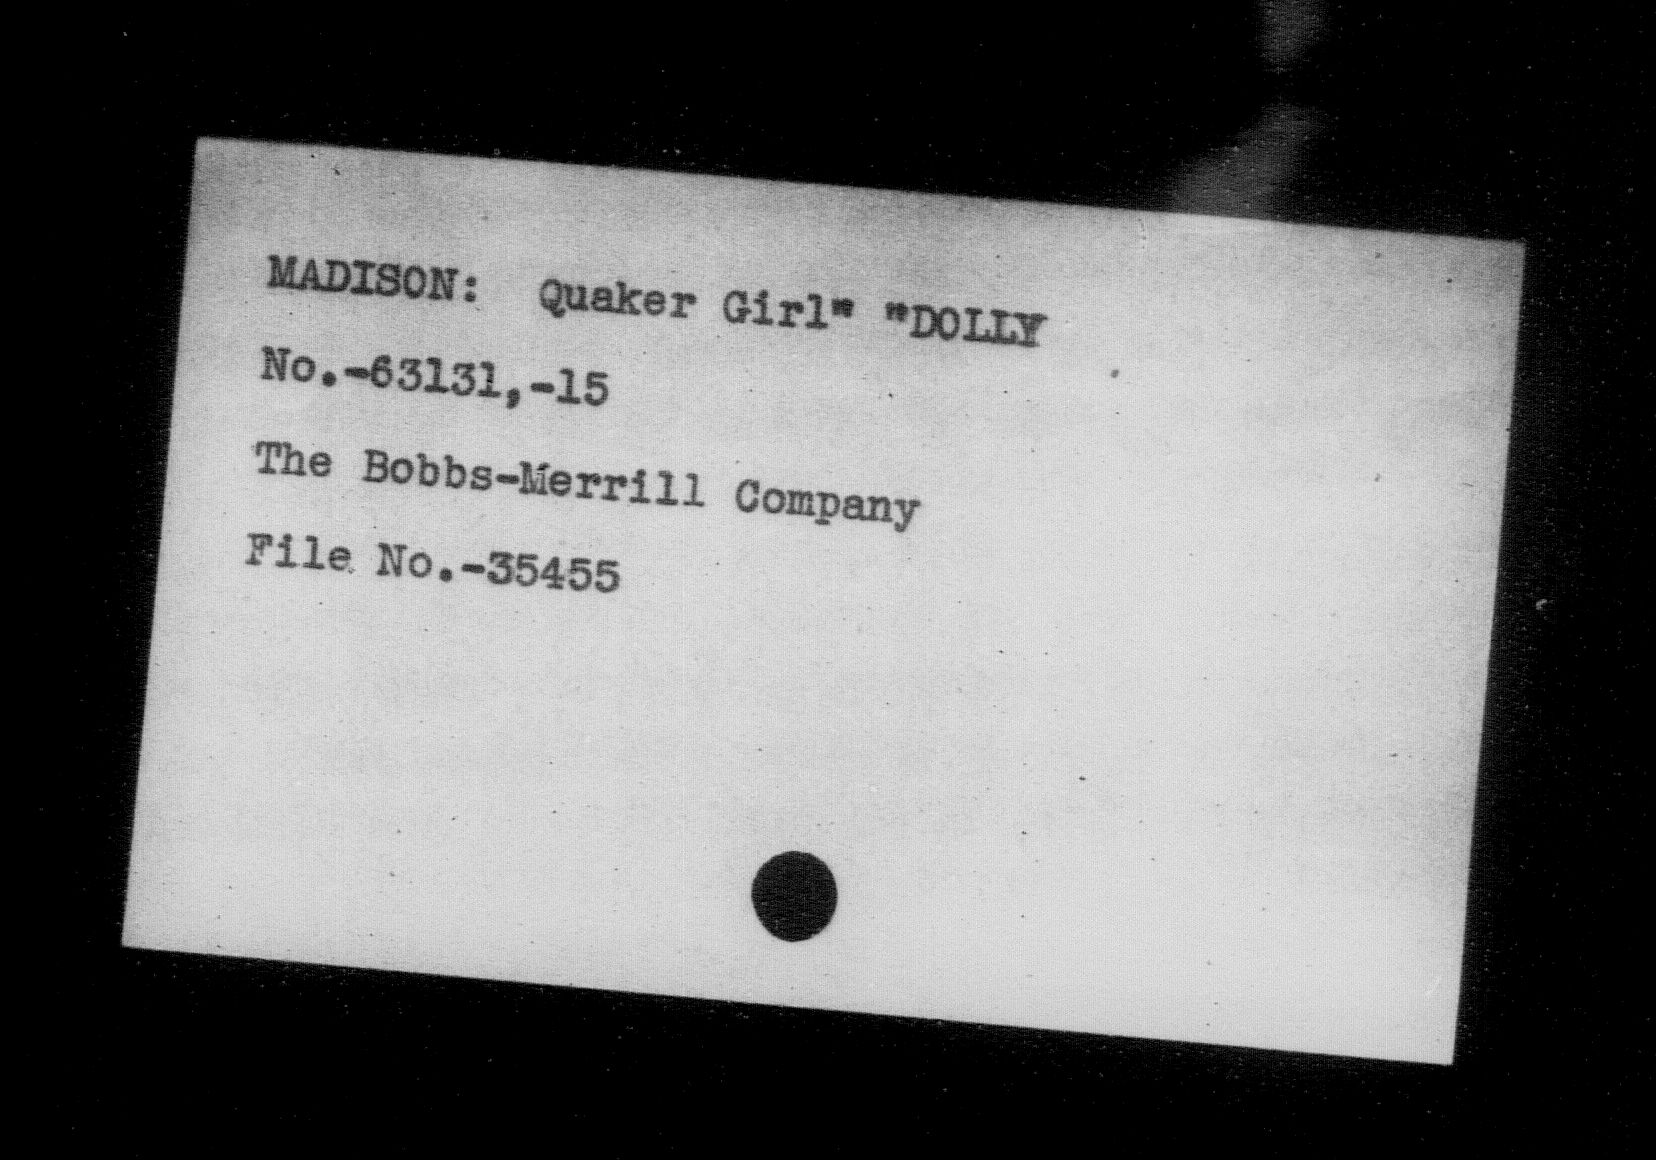 MADISON: Quaker Girl" "DOLLY
No.-63131,-15
The Bobbs-Merrill Company
File No.-35455